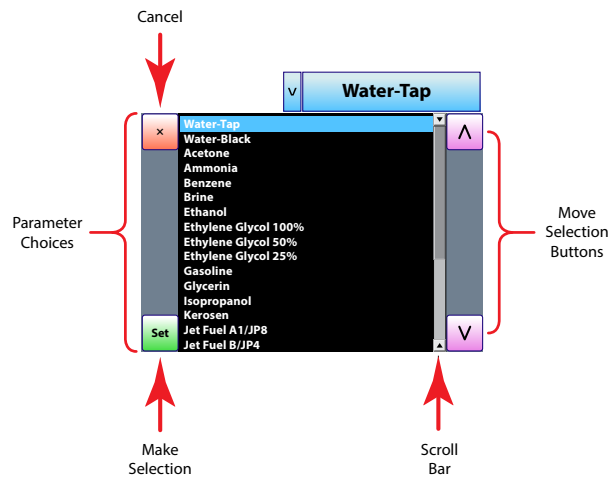 Cancel
v
Water-Tap
×
Water-Tap
Water-Black
Acetone
Ammonia
Benzene
Brine
Ethanol
Ethylene Glycol 100%
Ethylene Glycol 50%
Ethylene Glycol 25%
Gasoline
Glycerin
Isopropanol
Kerosen
Jet Fuel A1/JP8
Jet Fuel B/JP4
Set
Parameter
Choices
Move
Selection
Buttons
Make
Selection
Scroll
Bar